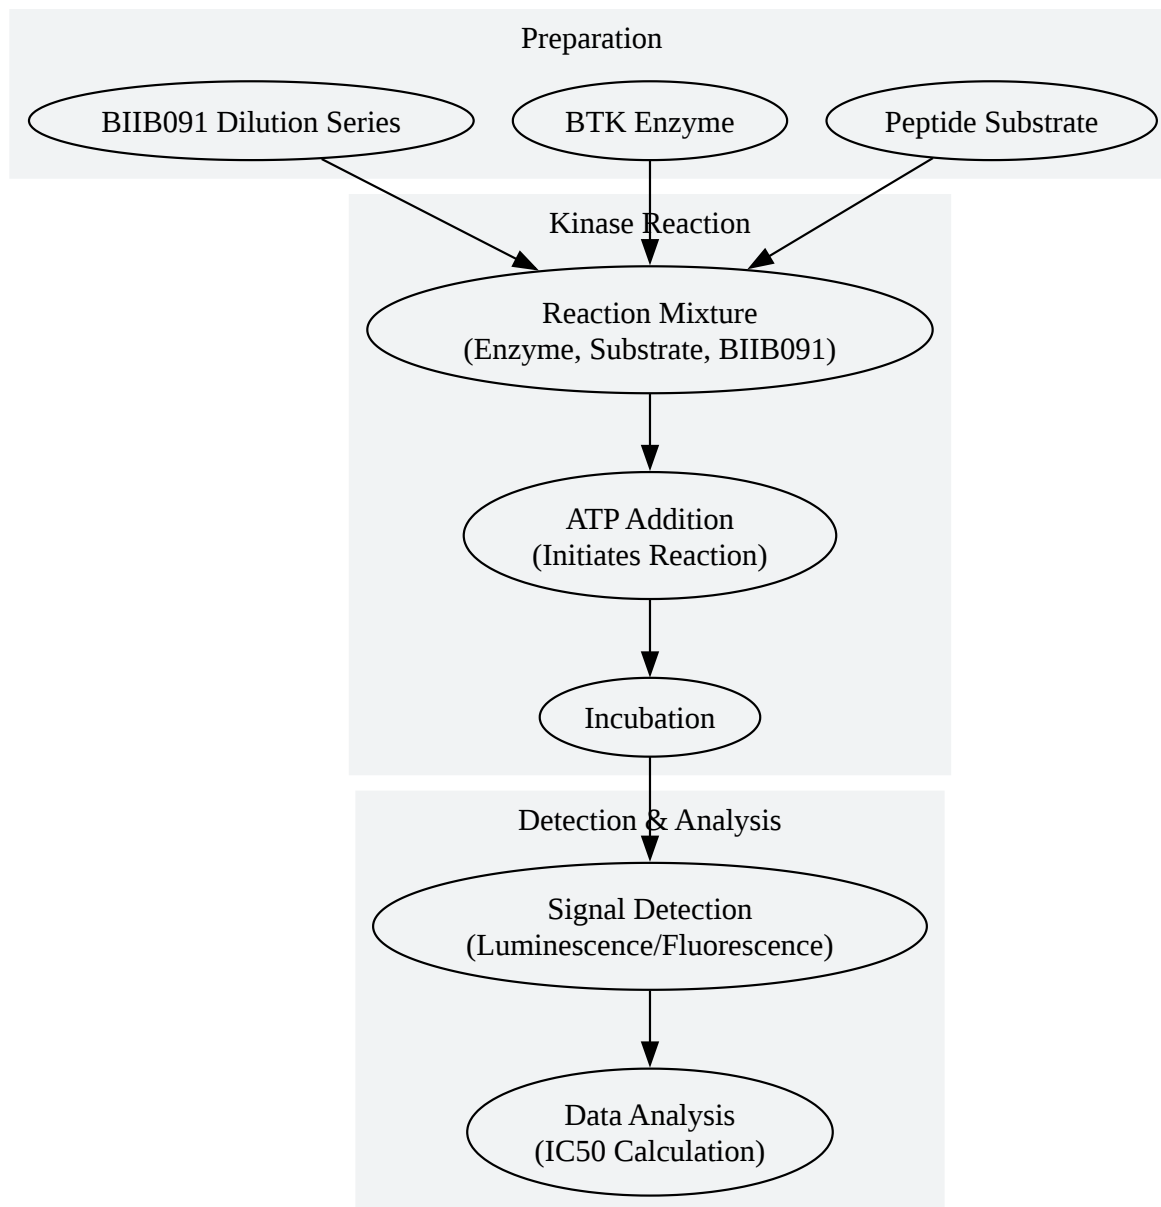 Preparation
BIIB091 Dilution Series
BTK Enzyme
Peptide Substrate
Kinase Reaction
Reaction Mixture
(Enzyme, Substrate, BIIB091)
ATP Addition
(Initiates Reaction)
Incubation
Detection & Analysis
Signal Detection
(Luminescence/Fluorescence)
Data Analysis
(IC50 Calculation)